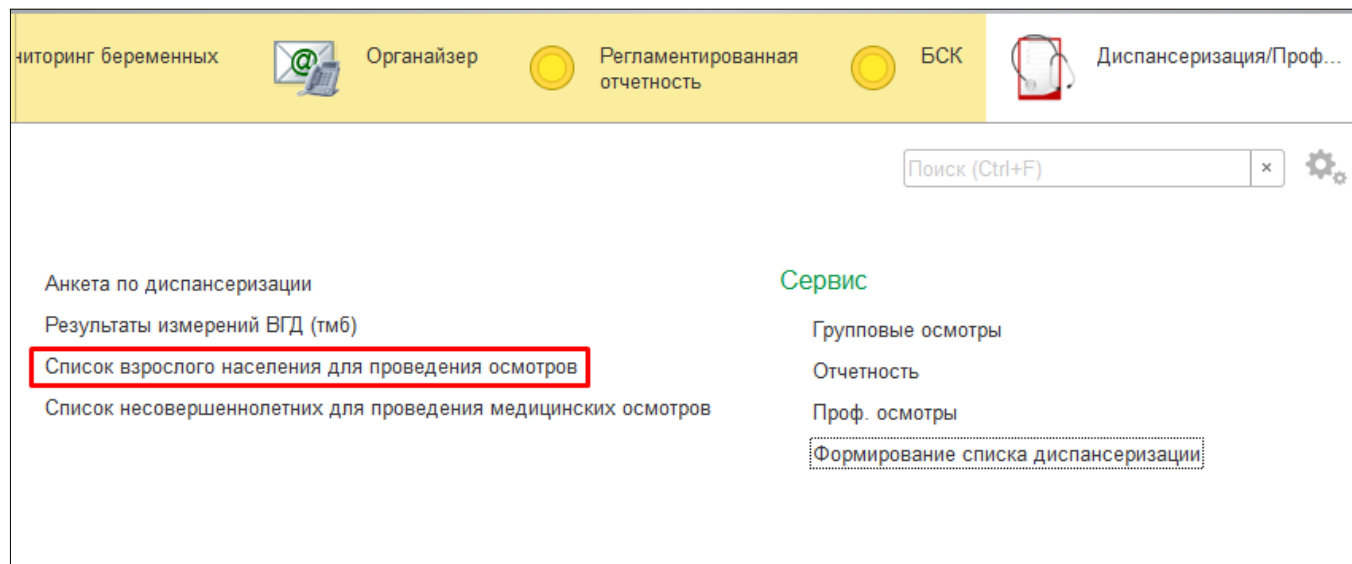 ниторинг беременных
Органайзер
Регламентированная
отчетность
БСК
Диспансеризация/Проф...
Поиск (Ctrl+F)
Анкета по диспансеризации
Результаты измерений ВГД (тмб)
Список взрослого населения для проведения осмотров
Список несовершеннолетних для проведения медицинских осмотров
Сервис
Групповые осмотры
Отчетность
Проф. осмотры
Формирование списка диспансеризации